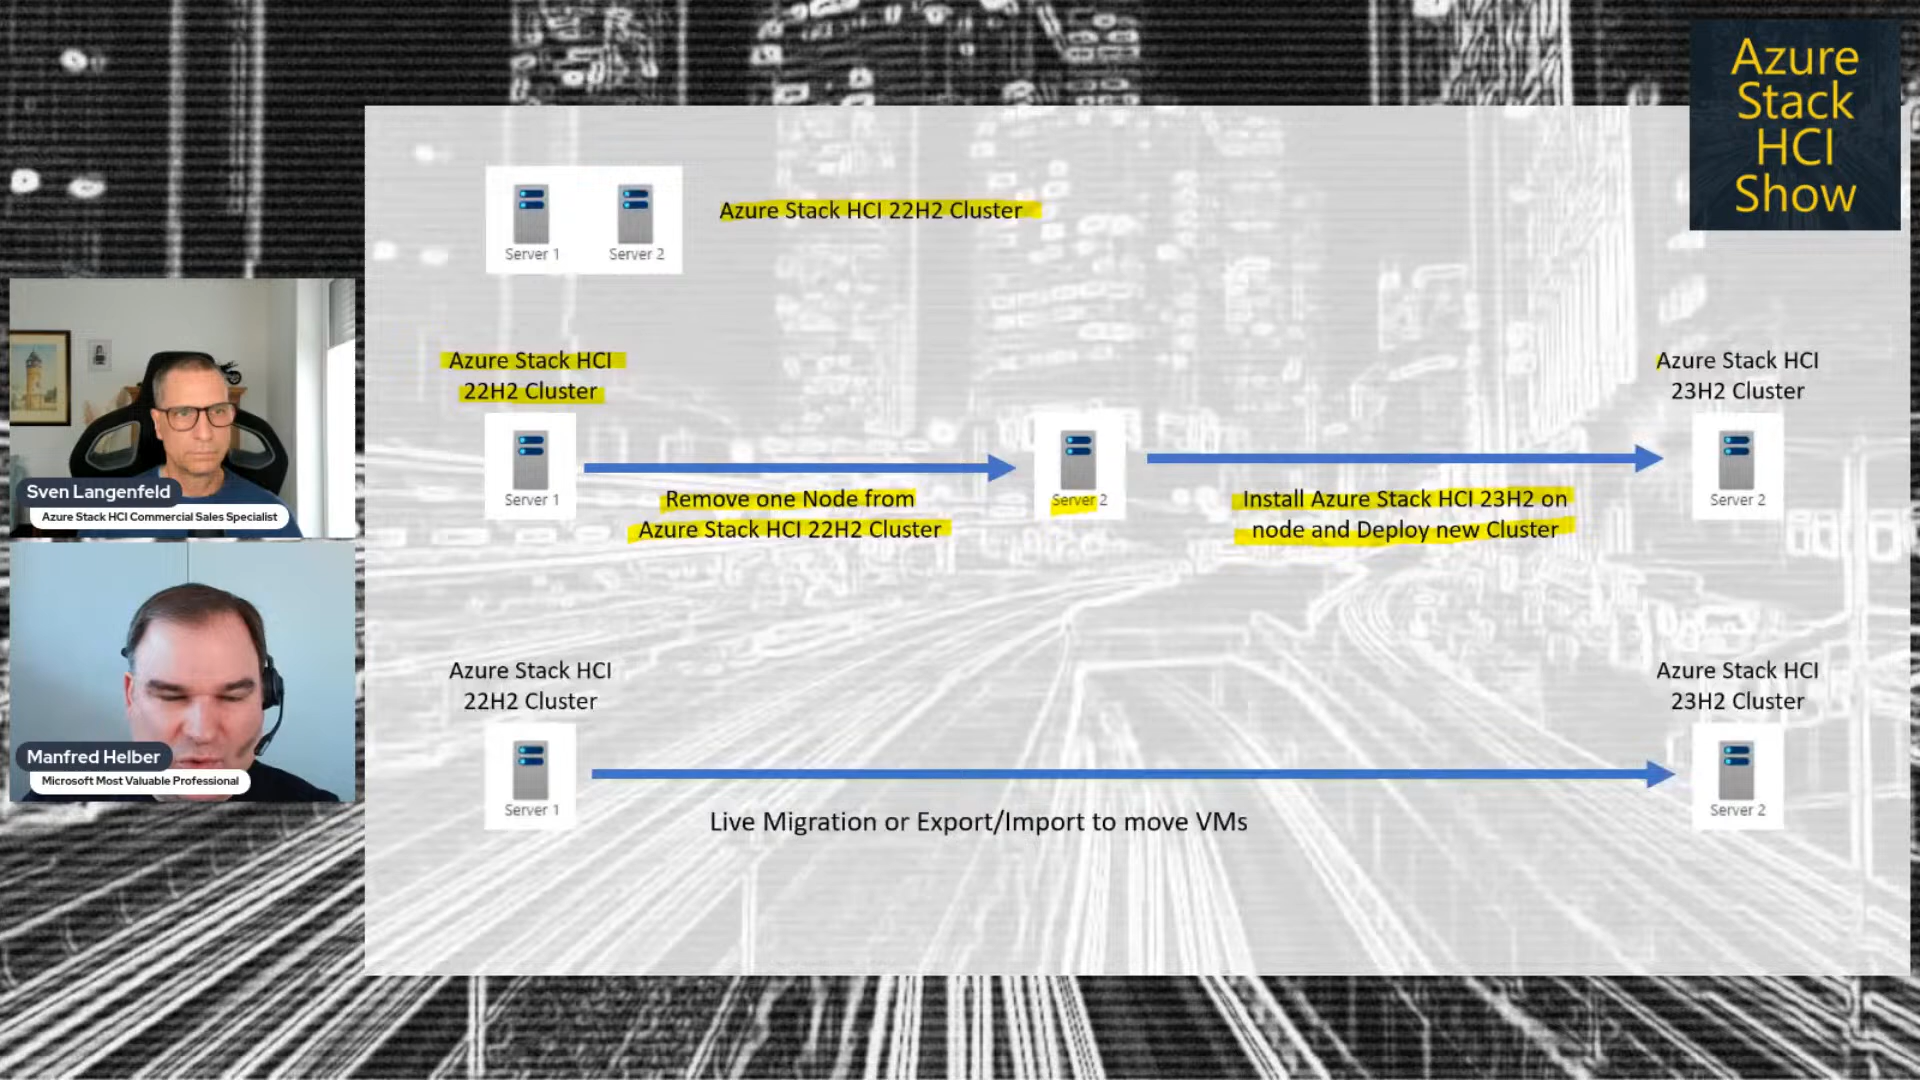 Azure
Stack
HCI
Show
Azure Stack HCI 22H2 Cluster
Server 1
Server 2
Azure Stack HCI
22H2 Cluster
Azure Stack HCI
23H2 Cluster
Server 1
Remove one Node from
Azure Stack HCI 22H2 Cluster
Server 2
Install Azure Stack HCI 23H2 on
node and Deploy new Cluster
Server 2
Sven Langenfeld
Azure Stack HCI Commercial Sales Specialist
Azure Stack HCI
22H2 Cluster
Azure Stack HCI
23H2 Cluster
Server 1
Server 2
Live Migration or Export/Import to move VMs
Manfred Helber
Microsoft Most Valuable Professional